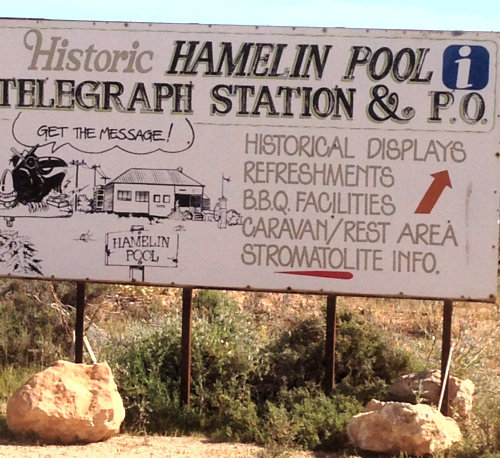 Historic HAMELIN POOL i
TELEGRAPH STATION & P.O.
GET THE MESSAGE!
HISTORICAL DISPLAYS
REFRESHMENTS
B.B.Q. FACILITIES
CARAVAN/REST AREA
STROMATOLITE INFO.
HAMELIN
POOL